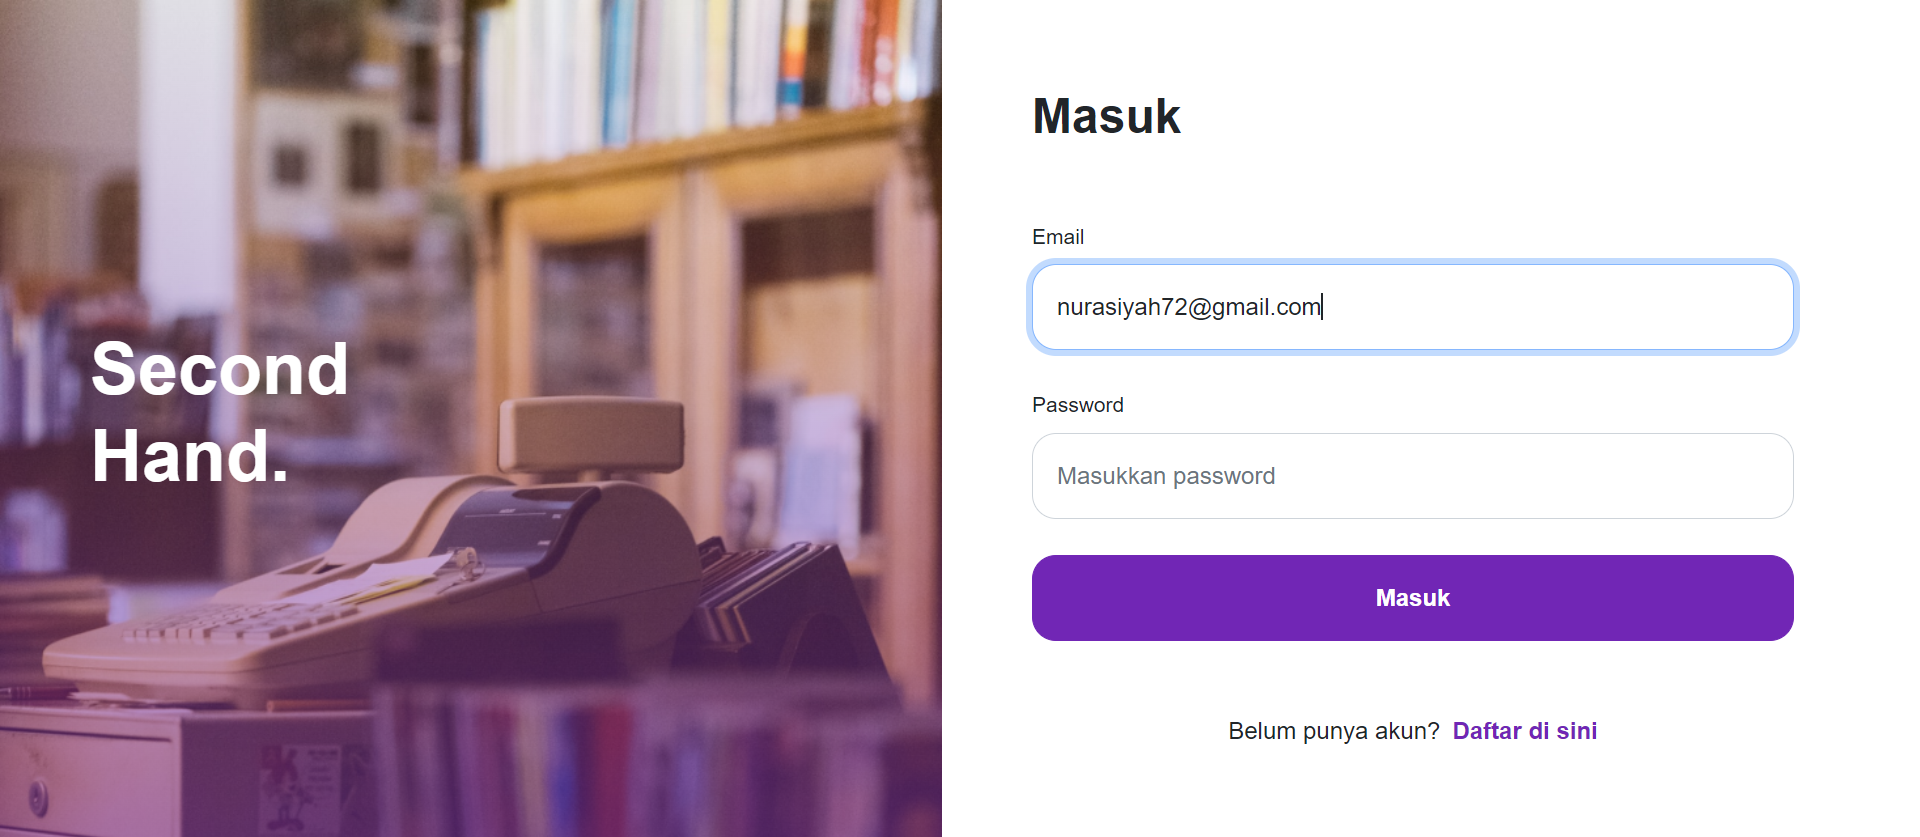 Second
Hand.
Masuk
Email
nurasiyah72@gmail.com
Password
Masukkan password
Masuk
Belum punya akun? Daftar di sini